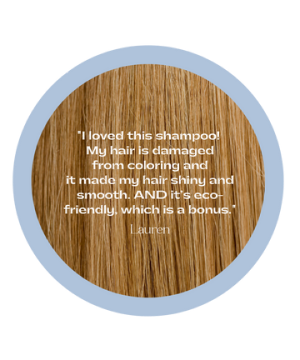 "I loved this shampoo!
My hair is damaged
from coloring and
it made my hair shiny and
smooth. AND it's eco-
friendly, which is a bonus."
Lauren